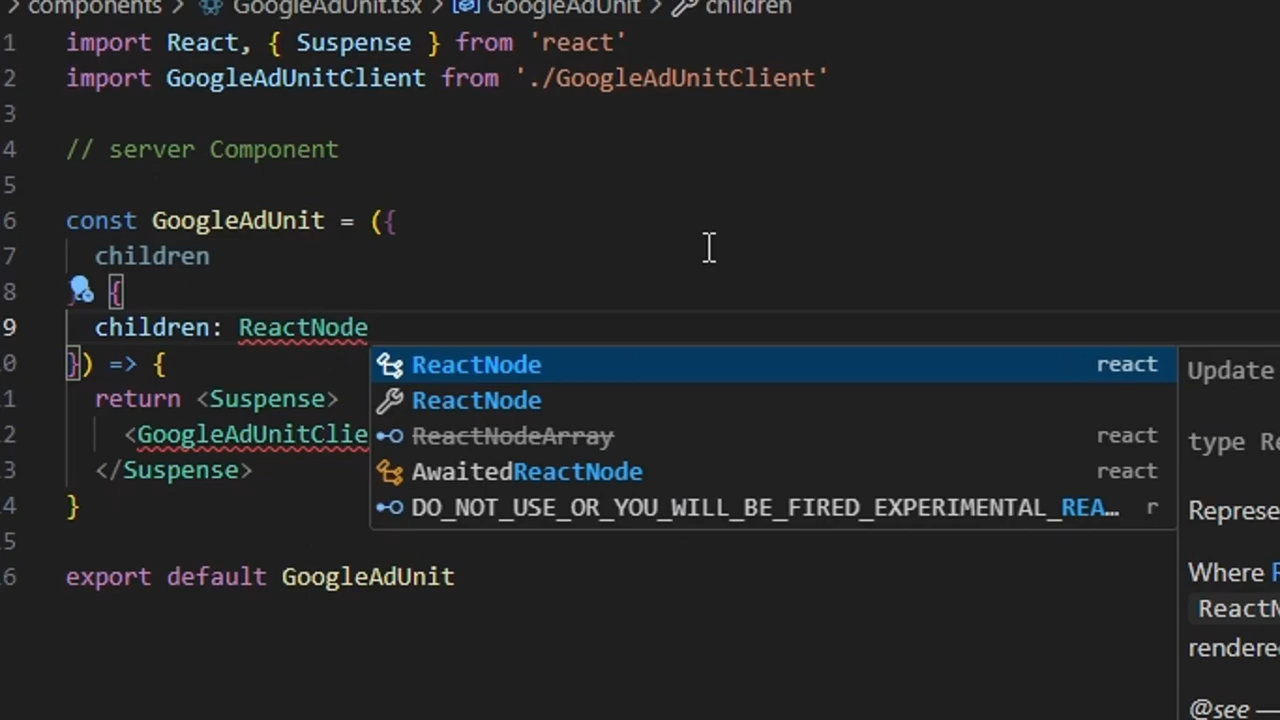 > components > GoogleAdUnit.tsx > GoogleAdUnit > children
1 import React, { Suspense } from 'react'
2 import GoogleAdUnitClient from './GoogleAdUnitClient'
3
4 // server Component
5
6 const GoogleAdUnit = ({
7 children
8 {
9 children: ReactNode
0 }) => {
1 return <Suspense>
2 <GoogleAdUnitClie
3 </Suspense>
4 }
5
6 export default GoogleAdUnit
ReactNode react
ReactNode
ReactNodeArray react
AwaitedReactNode react
DO_NOT_USE_OR_YOU_WILL_BE_FIRED_EXPERIMENTAL_REA… r
Update
type Re
Represe
Where
ReactN
rendere
@see —